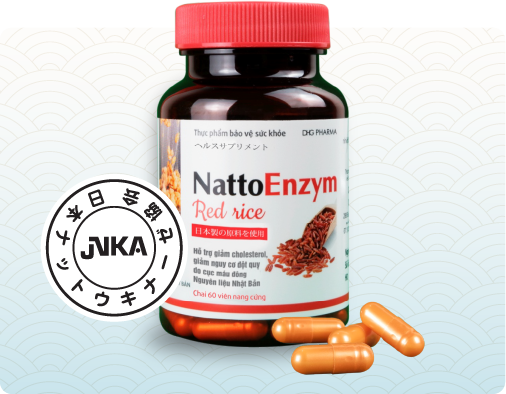 Thực phẩm bảo vệ sức khỏe
DHG PHARMA
ヘルスサプリメント
NattoEnzym
Red rice
日本製の原料を使用
Hỗ trợ giảm cholesterol,
giảm nguy cơ đột quỵ
do cục máu đông
Nguyên liệu Nhật Bản
Chai 60 viên nang cứng
日本ナットウキナーゼ協会
JNKA